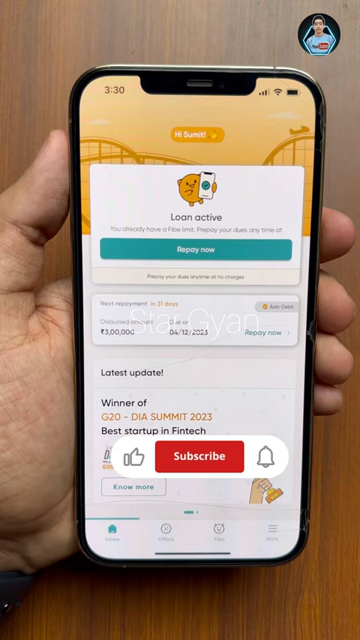 YouTube
3:30
Hi Sumit!
Loan active
You already have a Fibe limit. Prepay your dues any time at
Repay now
Prepay your dues anytime at no charges
Next repayment in 31 days
Auto-Debit
Disbursed amount Due on
₹3,00,000 04/12/2023 Repay now
Star Gyan
Latest update!
Winner of
G20 - DIA SUMMIT 2023
Best startup in Fintech
Subscribe
Know more
Home Offers Fibe More